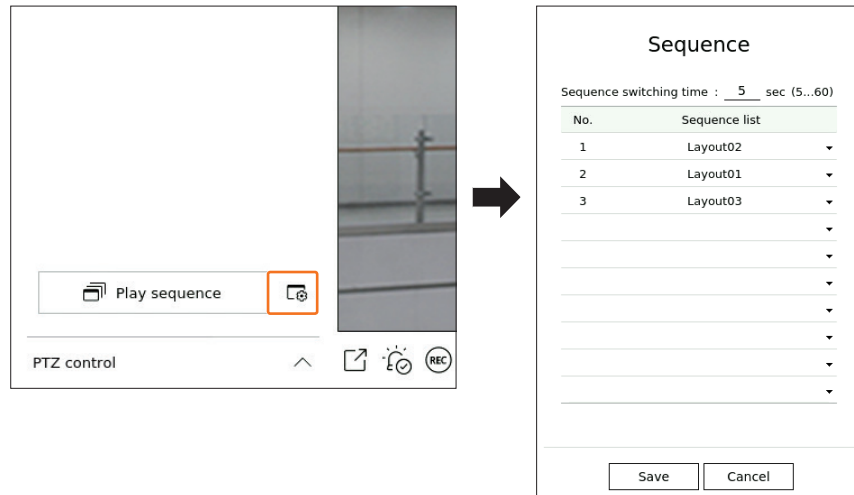 Play sequence
PTZ control
REC
Sequence
Sequence switching time : 5 sec (5...60)
No. Sequence list
1 Layout02
2 Layout01
3 Layout03
Save Cancel